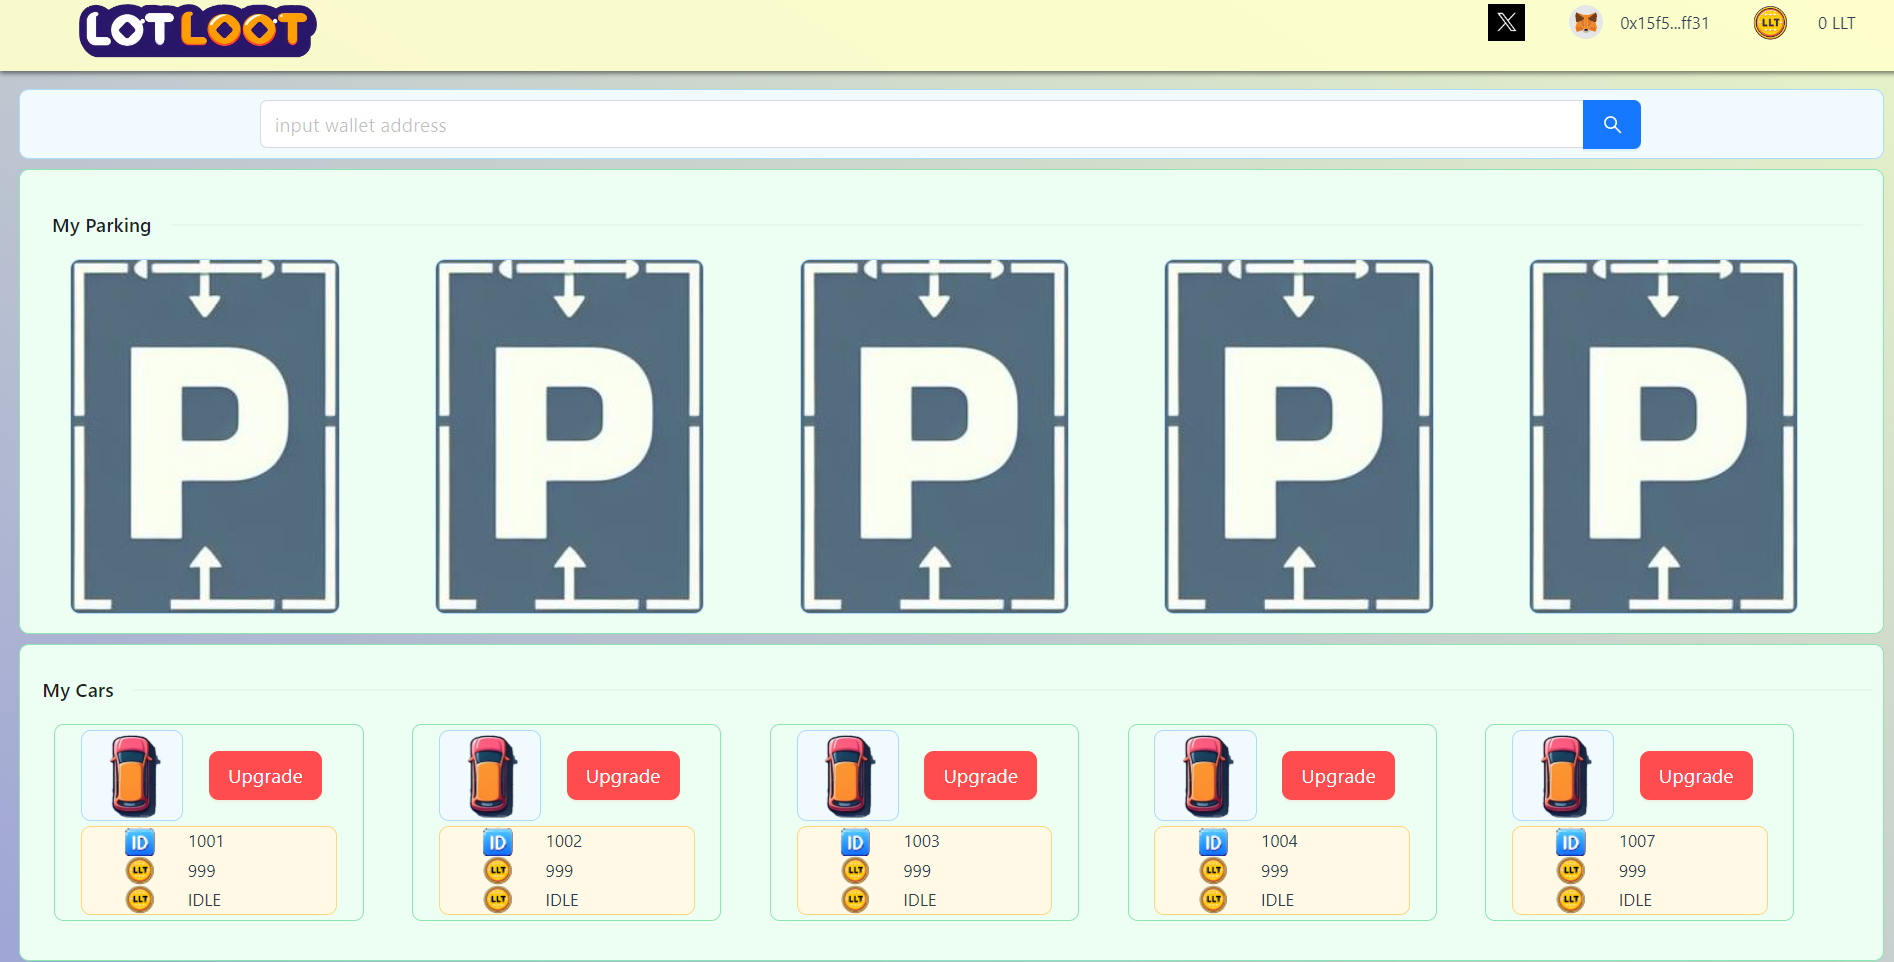 LOTLOOT
0x15f5...ff31
LLT
0 LLT
input wallet address
My Parking
P P P P P
My Cars
Upgrade Upgrade Upgrade Upgrade Upgrade
ID 1001 ID 1002 ID 1003 ID 1004 ID 1007
LLT 999 LLT 999 LLT 999 LLT 999 LLT 999
LLT IDLE LLT IDLE LLT IDLE LLT IDLE LLT IDLE